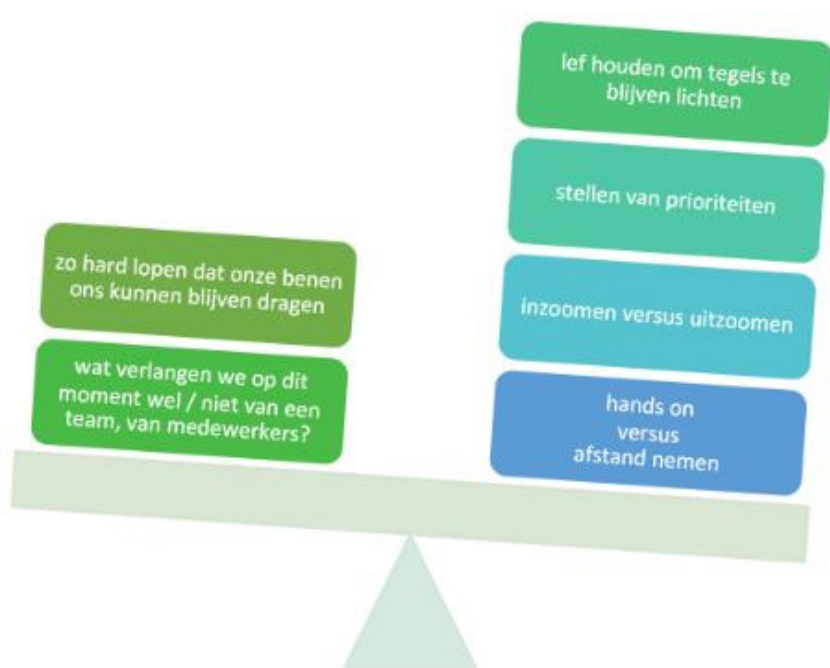 zo hard lopen dat onze benen
ons kunnen blijven dragen
wat verlangen we op dit
moment wel / niet van een
team, van medewerkers?
lef houden om tegels te
blijven lichten
stellen van prioriteiten
inzoomen versus uitzoomen
hands on
versus
afstand nemen